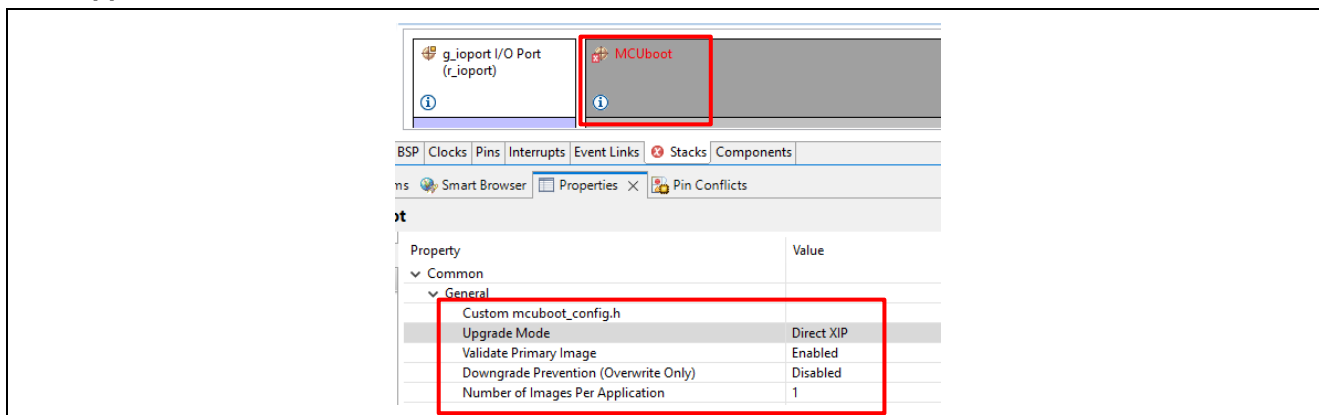 g_ioport I/O Port
(r_ioport)
MCUboot
BSP Clocks Pins Interrupts Event Links Stacks Components
ms Smart Browser Properties Pin Conflicts
ot
Property Value
Common
General
Custom mcuboot_config.h
Upgrade Mode Direct XIP
Validate Primary Image Enabled
Downgrade Prevention (Overwrite Only) Disabled
Number of Images Per Application 1